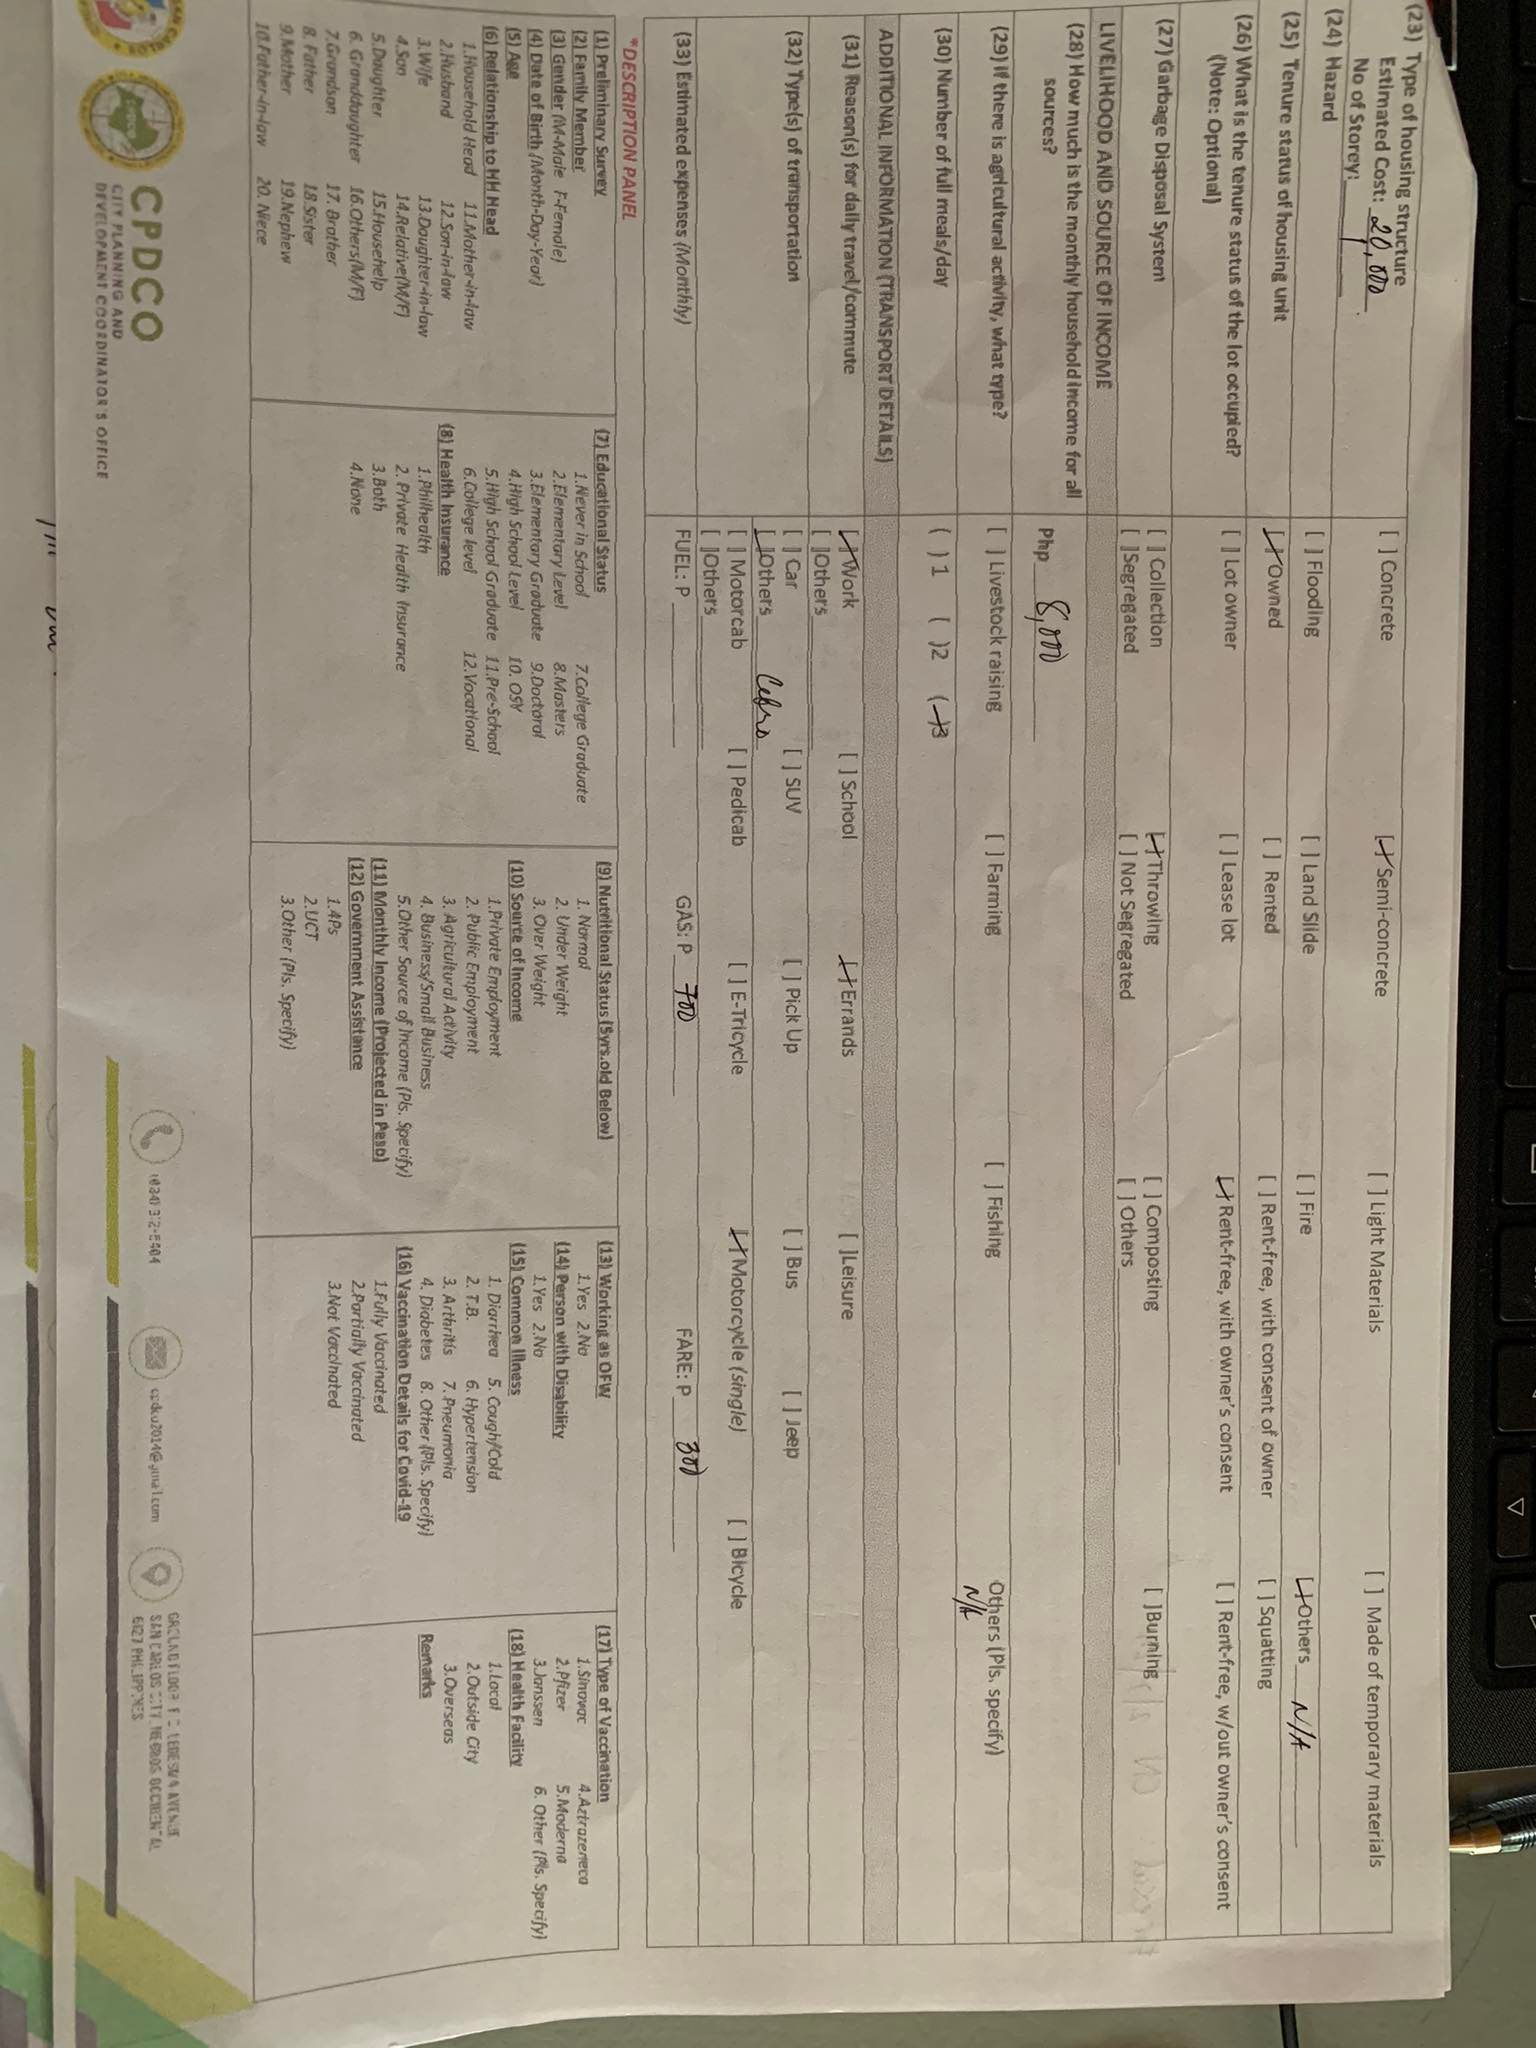 (23) Type of housing structure
Estimated Cost: 20,000
No of Storey: 1
[ ] Concrete [✓] Semi-concrete [ ] Light Materials [ ] Made of temporary materials
(24) Hazard
[ ] Flooding [ ] Land Slide [ ] Fire [✓] Others N/A
(25) Tenure status of housing unit
[✓] Owned [ ] Rented [ ] Rent-free, with consent of owner [ ] Squatting
(26) What is the tenure status of the lot occupied?
(Note: Optional)
[ ] Lot owner [ ] Lease lot [✓] Rent-free, with owner's consent [ ] Rent-free, w/out owner's consent
(27) Garbage Disposal System
[ ] Collection [✓] Throwing [ ] Composting [ ]Burning
[ ]Segregated [ ] Not Segregated [ ] Others
LIVELIHOOD AND SOURCE OF INCOME
(28) How much is the monthly household income for all
sources?
Php 8,000
(29) If there is agricultural activity, what type?
[ ] Livestock raising [ ] Farming [ ] Fishing Others (Pls. specify)
N/A
(30) Number of full meals/day
( ) 1 ( )2 (✓)3
ADDITIONAL INFORMATION (TRANSPORT DETAILS)
(31) Reason(s) for daily travel/commute
[✓] Work [ ] School [✓] Errands [ ]Leisure
[ ]Others
(32) Type(s) of transportation
[ ] Car [ ] SUV [ ] Pick Up [ ] Bus [ ] Jeep
[✓]Others
[ ] Motorcab [ ] Pedicab [ ] E-Tricycle [✓] Motorcycle (single) [ ] Bicycle
[ ]Others
(33) Estimated expenses (Monthly)
FUEL: P GAS: P 700 FARE: P 300
*DESCRIPTION PANEL
(1) Preliminary Survey
(2) Family Member
(3) Gender (M-Male F-Female)
(4) Date of Birth (Month-Day-Year)
(5) Age
(6) Relationship to HH Head
1.Household Head 11.Mother-in-law
2.Husband 12.Son-in-law
3.Wife 13.Daughter-in-law
4.Son 14.Relative(M/F)
5.Daughter 15.Househelp
6. Granddaughter 16.Others(M/F)
7.Grandson 17. Brother
8. Father 18.Sister
9.Mother 19.Nephew
10.Father-in-law 20. Niece
(7) Educational Status
1.Never in School 7.College Graduate
2.Elementary Level 8.Masters
3.Elementary Graduate 9.Doctoral
4.High School Level 10. OSY
5.High School Graduate 11.Pre-School
6.College level 12.Vocational
(8) Health Insurance
1.Philhealth
2. Private Health Insurance
3.Both
4.None
(9) Nutritional Status (5yrs.old Below)
1. Normal
2. Under Weight
3. Over Weight
(10) Source of Income
1.Private Employment
2. Public Employment
3. Agricultural Activity
4. Business/Small Business
5.Other Source of Income (Pls. Specify)
(11) Monthly Income (Projected in Peso)
(12) Government Assistance
1.4Ps
2.UCT
3.Other (Pls. Specify)
(13) Working as OFW
1.Yes 2.No
(14) Person with Disability
1.Yes 2.No
(15) Common Illness
1. Diarrhea 5. Cough/Cold
2. T.B. 6. Hypertension
3. Arthritis 7. Pneumonia
4. Diabetes 8. Other (Pls. Specify)
(16) Vaccination Details for Covid-19
1.Fully Vaccinated
2.Partially Vaccinated
3.Not Vaccinated
(17) Type of Vaccination
1.Sinovac 4.Aztrazeneca
2.Pfizer 5.Moderna
3.Janssen 6. Other (Pls. Specify)
(18) Health Facility
1.Local
2.Outside City
3.Overseas
Remarks
CPDCO
CITY PLANNING AND
DEVELOPMENT COORDINATOR'S OFFICE
GROUND FLOOR F.C. LEDESMA AVENUE
SAN CARLOS CITY, NEGROS OCCIDENTAL
6127 PHILIPPINES